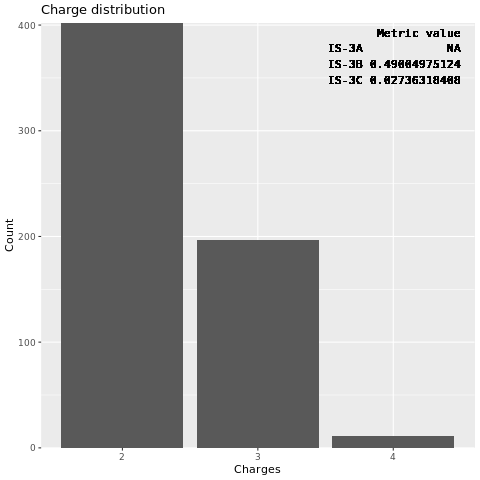 Charge distribution
Metric value
IS-3A NA
IS-3B 0.49004975124
IS-3C 0.02736318408
400
300
200
100
0
Count
2 3 4
Charges